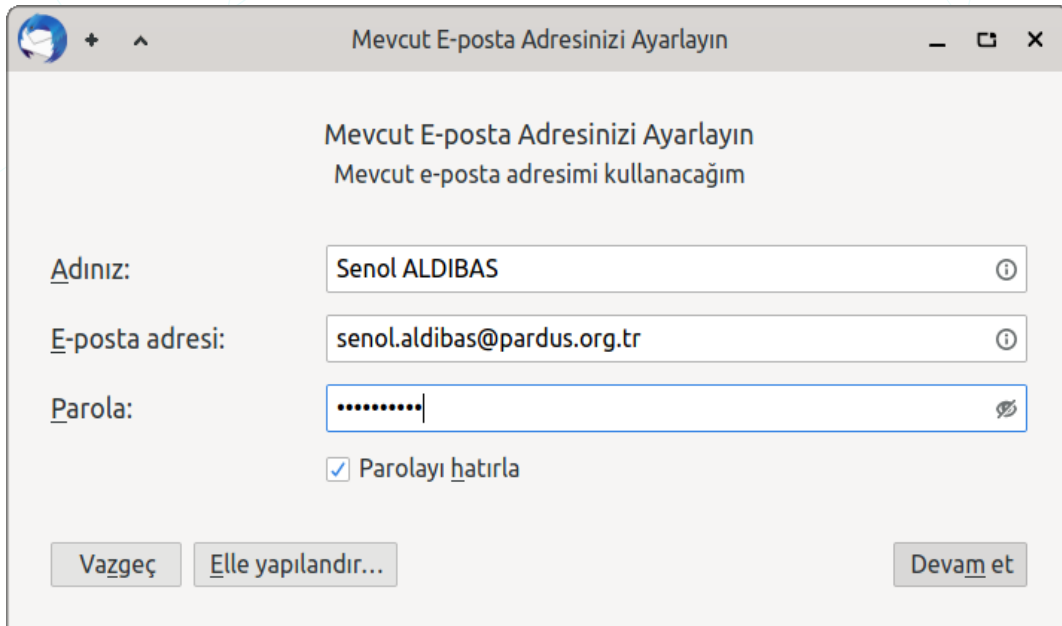 Mevcut E-posta Adresinizi Ayarlayın
Mevcut E-posta Adresinizi Ayarlayın
Mevcut e-posta adresimi kullanacağım
Adınız: Senol ALDIBAS
E-posta adresi: senol.aldibas@pardus.org.tr
Parola: ••••••••••
Parolayı hatırla
Vazgeç Elle yapılandır... Devam et